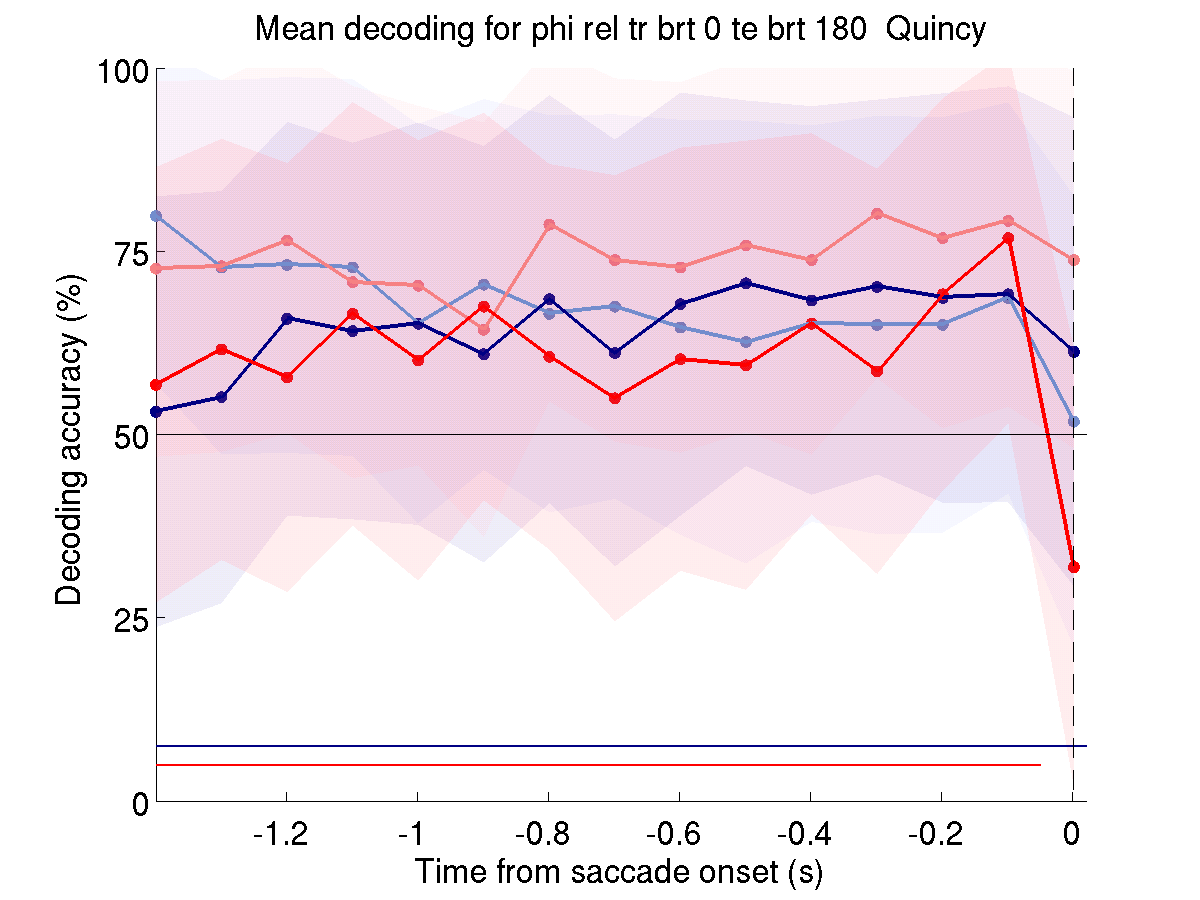 Mean decoding for phi rel tr brt 0 te brt 180 Quincy
100
75
50
25
0
Decoding accuracy (%)
-1.2 -1 -0.8 -0.6 -0.4 -0.2 0
Time from saccade onset (s)